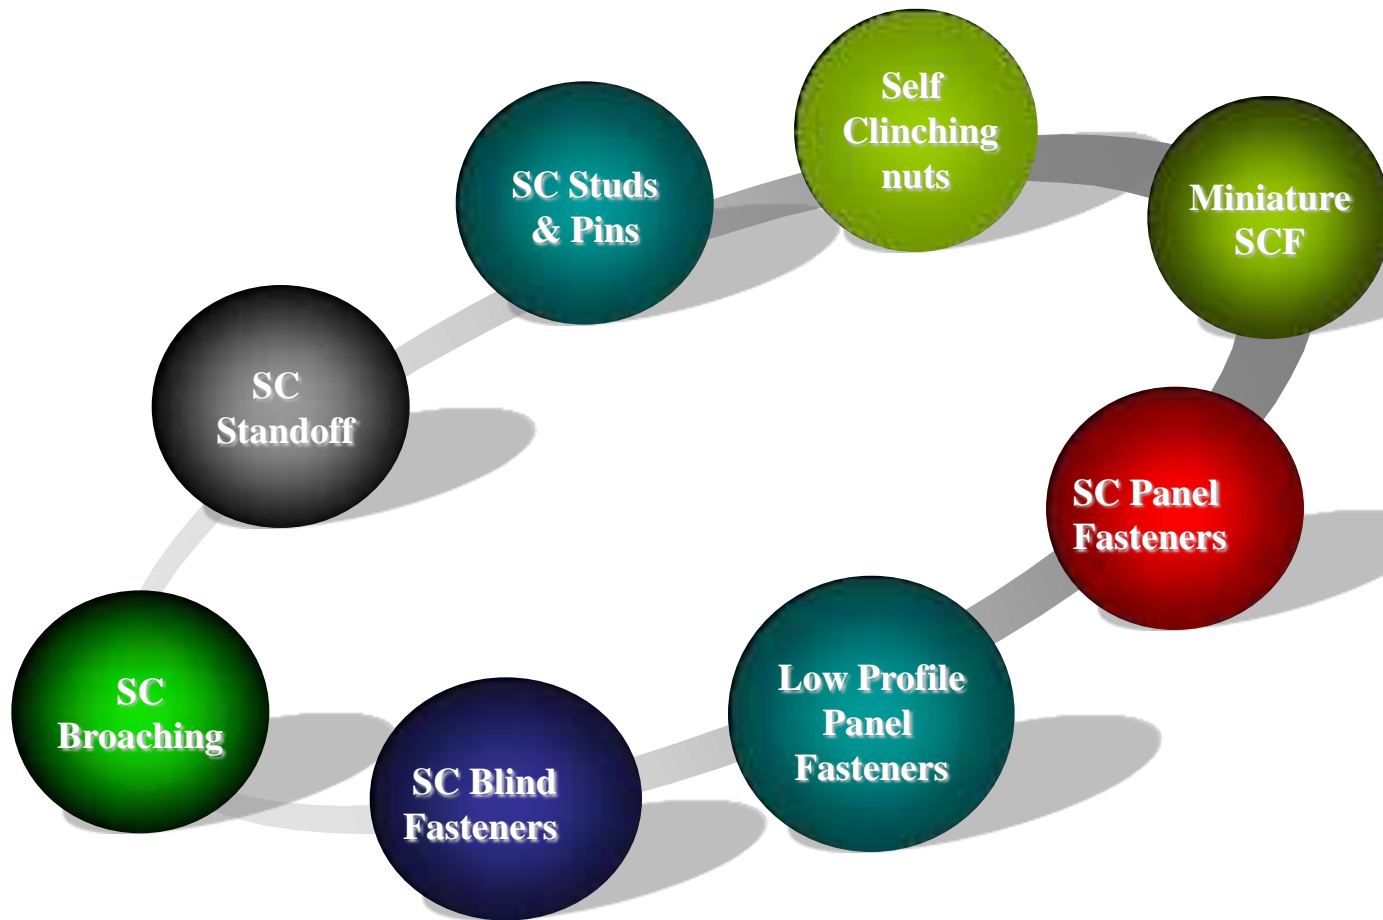 Self
Clinching
nuts
SC Studs
& Pins
Miniature
SCF
SC
Standoff
SC Panel
Fasteners
Low Profile
Panel
Fasteners
SC
Broaching
SC Blind
Fasteners